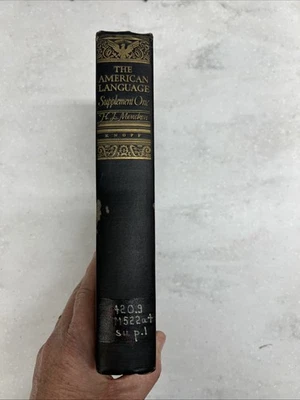 THE
AMERICAN
LANGUAGE
Supplement One
H.L. Mencken
KNOPF
420.9
M522a4
sup.1